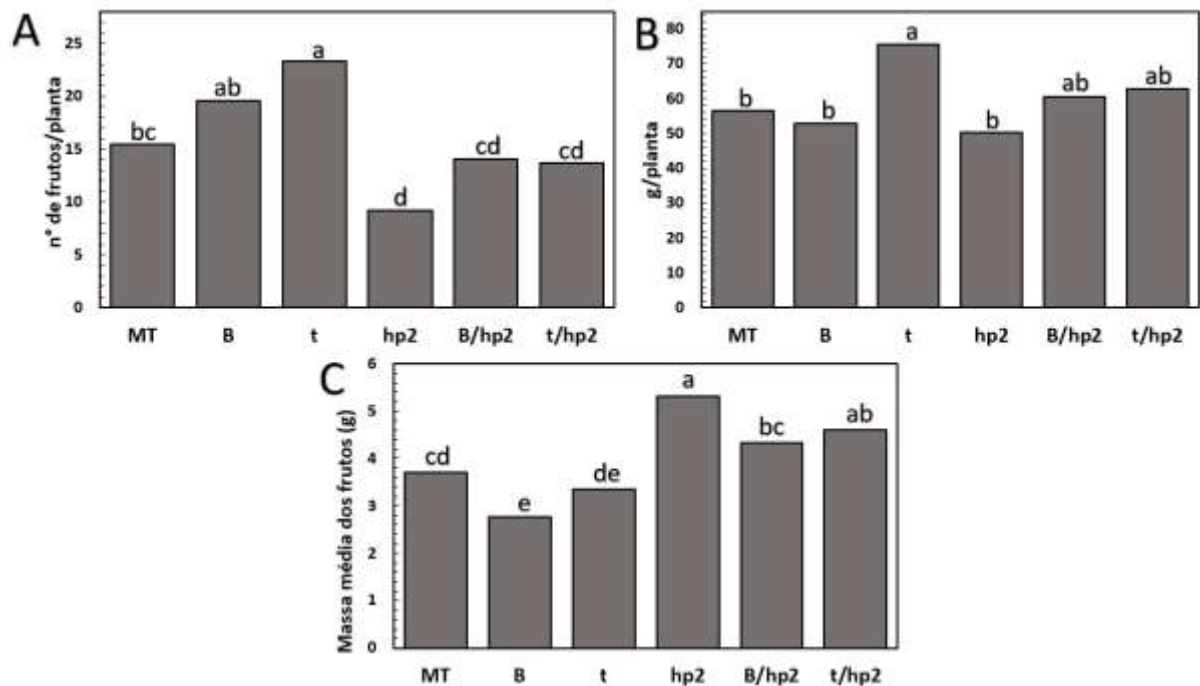 A
n° de frutos/planta
25
20
15
10
5
0
bc
ab
a
d
cd
cd
MT B t hp2 B/hp2 t/hp2
B
g/planta
80
70
60
50
40
30
20
10
0
b
b
a
b
ab
ab
MT B t hp2 B/hp2 t/hp2
C
Massa média dos frutos (g)
6
5
4
3
2
1
0
cd
e
de
a
bc
ab
MT B t hp2 B/hp2 t/hp2